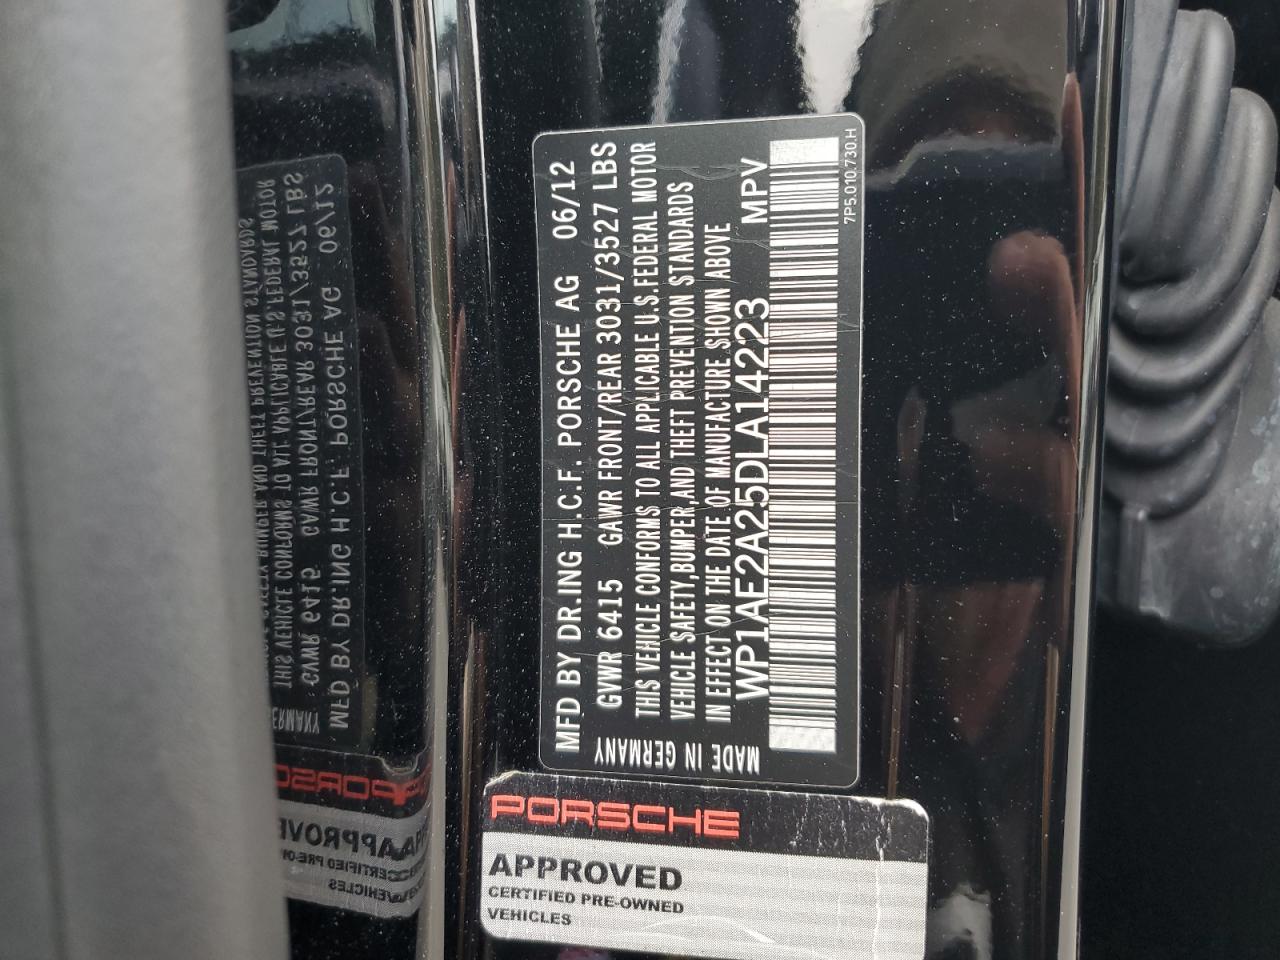 MFD BY DR.ING H.C.F. PORSCHE AG 06/12
GVWR 6415 GAWR FRONT/REAR 3031/3527 LBS
THIS VEHICLE CONFORMS TO ALL APPLICABLE U.S.FEDERAL MOTOR
VEHICLE SAFETY,BUMPER,AND THEFT PREVENTION STANDARDS
IN EFFECT ON THE DATE OF MANUFACTURE SHOWN ABOVE
WP1AE2A25DLA14223 MPV
7P5.010.730.H
MADE IN GERMANY
PORSCHE
APPROVED
CERTIFIED PRE-OWNED
VEHICLES